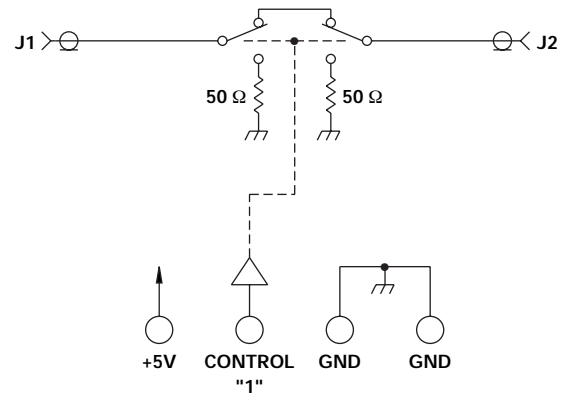 J1
J2
50 Ω
50 Ω
+5V
CONTROL
"1"
GND
GND